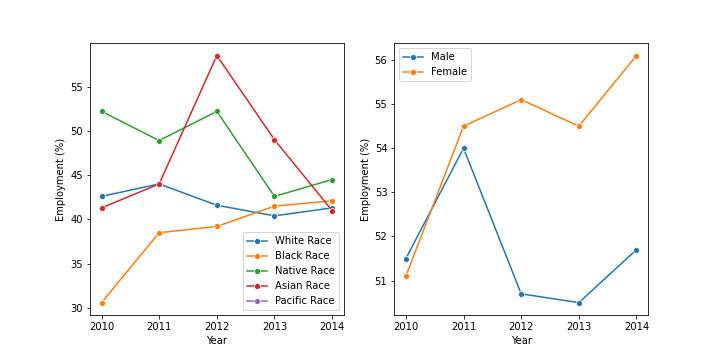 Employment (%)
55
50
45
40
35
30
2010
2011
2012
2013
2014
Year
White Race
Black Race
Native Race
Asian Race
Pacific Race
Employment (%)
56
55
54
53
52
51
2010
2011
2012
2013
2014
Year
Male
Female